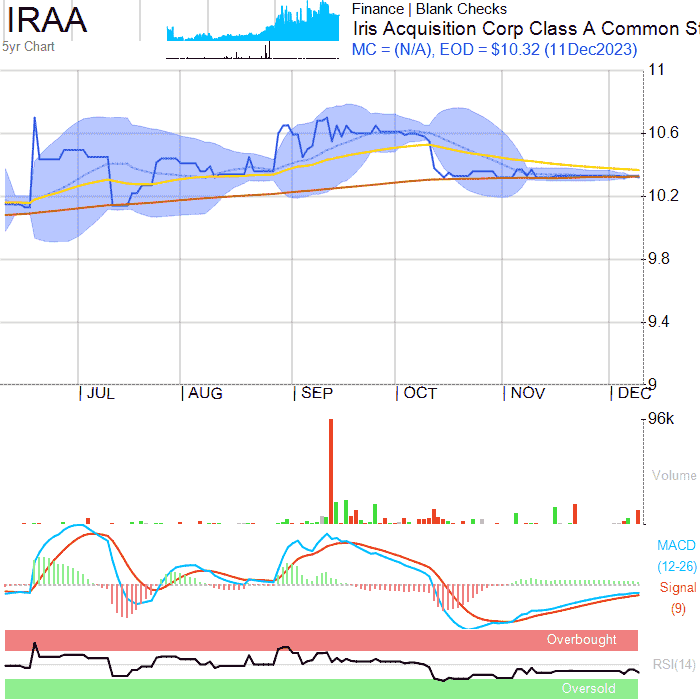 IRAA
5yr Chart
Finance | Blank Checks
Iris Acquisition Corp Class A Common St
MC = (N/A), EOD = $10.32 (11Dec2023)
11
10.6
10.2
9.8
9.4
9
| JUL | AUG | SEP | OCT | NOV | DEC
96k
Volume
MACD
(12-26)
Signal
(9)
Overbought
RSI(14)
Oversold